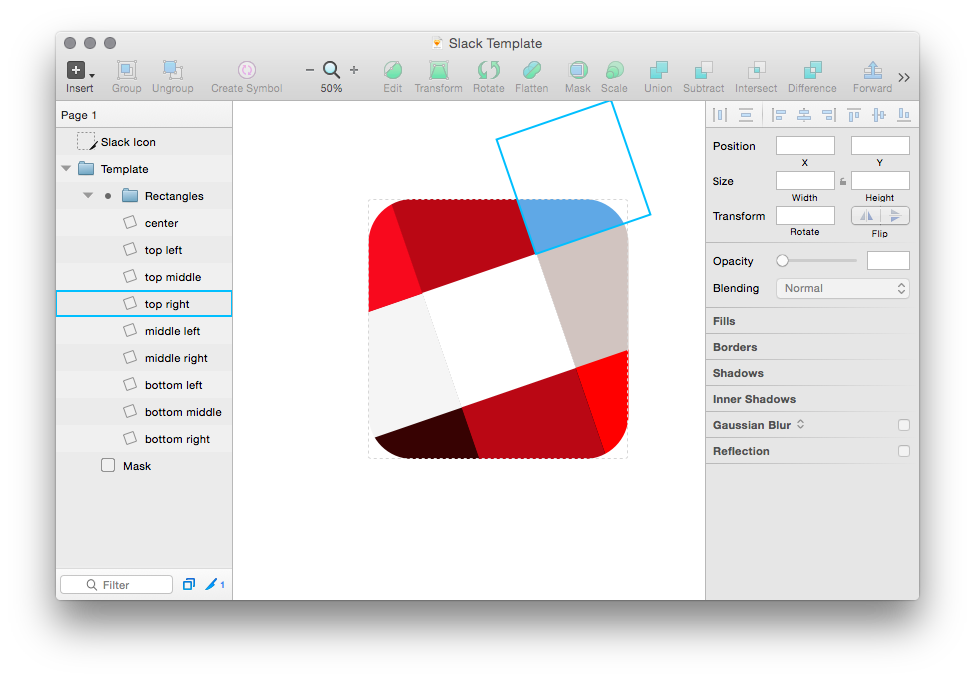 Slack Template
Insert
Group
Ungroup
Create Symbol
50%
Edit
Transform
Rotate
Flatten
Mask
Scale
Union
Subtract
Intersect
Difference
Forward
Page 1
Slack Icon
Template
Rectangles
center
top left
top middle
top right
middle left
middle right
bottom left
bottom middle
bottom right
Mask
Filter
1
Position
X
Y
Size
Width
Height
Transform
Rotate
Flip
Opacity
Blending
Normal
Fills
Borders
Shadows
Inner Shadows
Gaussian Blur
Reflection